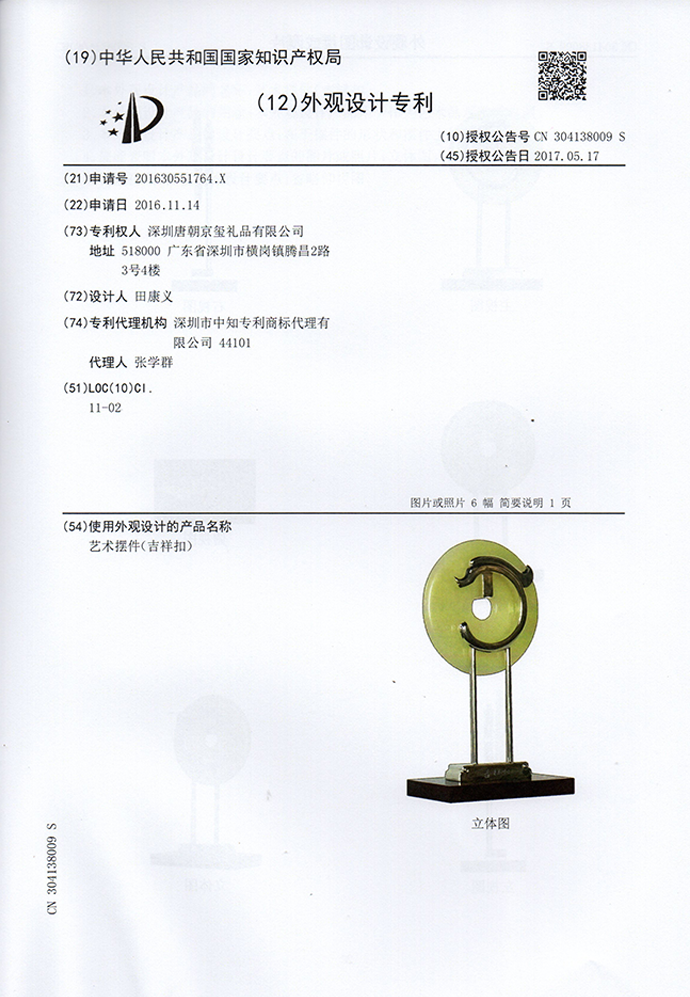 (19)中华人民共和国国家知识产权局
(12)外观设计专利
(10)授权公告号 CN 304138009 S
(45)授权公告日 2017.05.17
(21)申请号 201630551764.X
(22)申请日 2016.11.14
(73)专利权人 深圳唐朝京玺礼品有限公司
地址 518000 广东省深圳市横岗镇腾昌2路
3号4楼
(72)设计人 田康义
(74)专利代理机构 深圳市中知专利商标代理有
限公司 44101
代理人 张学群
(51)LOC(10)Cl.
11-02
图片或照片 6 幅 简要说明 1 页
(54)使用外观设计的产品名称
艺术摆件(吉祥扣)
立体图
CN 304138009 S